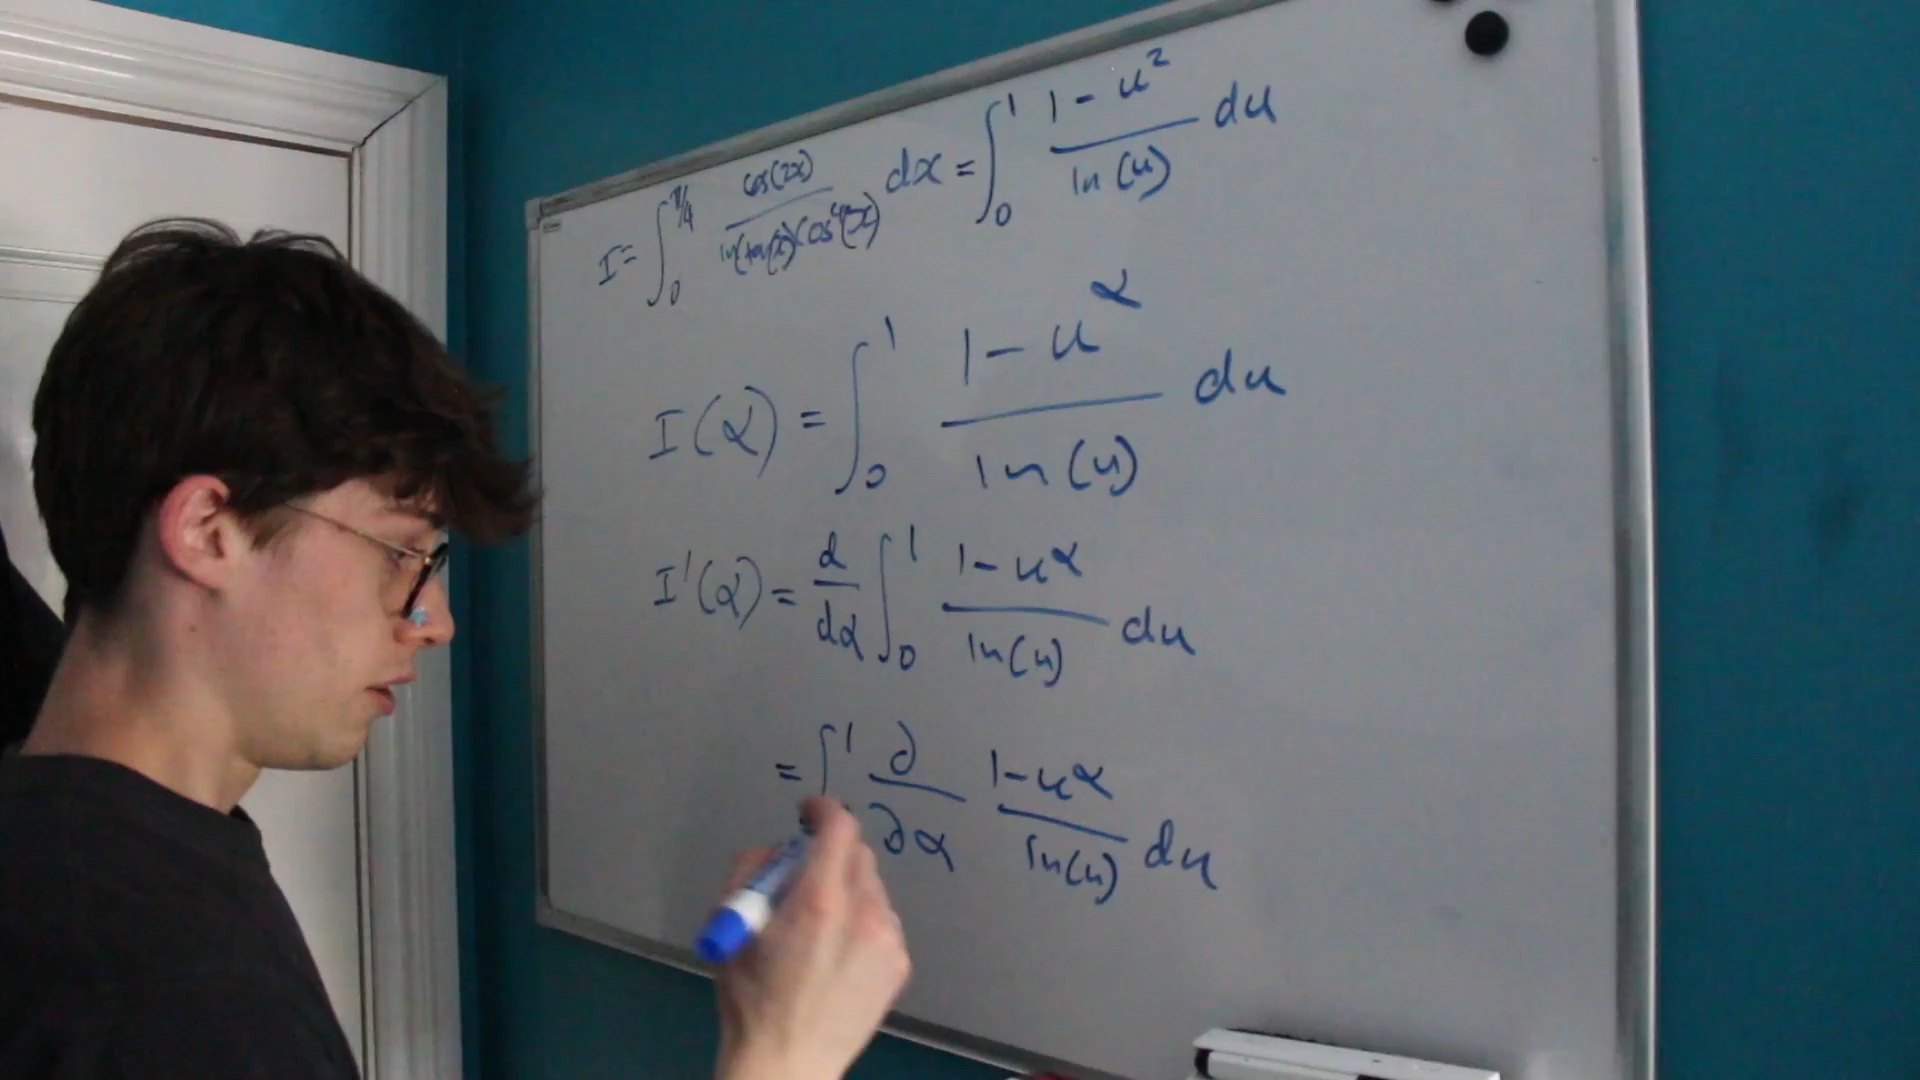 I = ∫₀^π/4 cos(2x) / ln(tan(x))cos⁴(x) dx = ∫₀¹ 1 - u² / ln(u) du
I(α) = ∫₀¹ 1 - u^α / ln(u) du
I'(α) = d/dα ∫₀¹ 1 - u^α / ln(u) du
= ∫¹ ∂/∂α 1 - u^α / ln(u) du